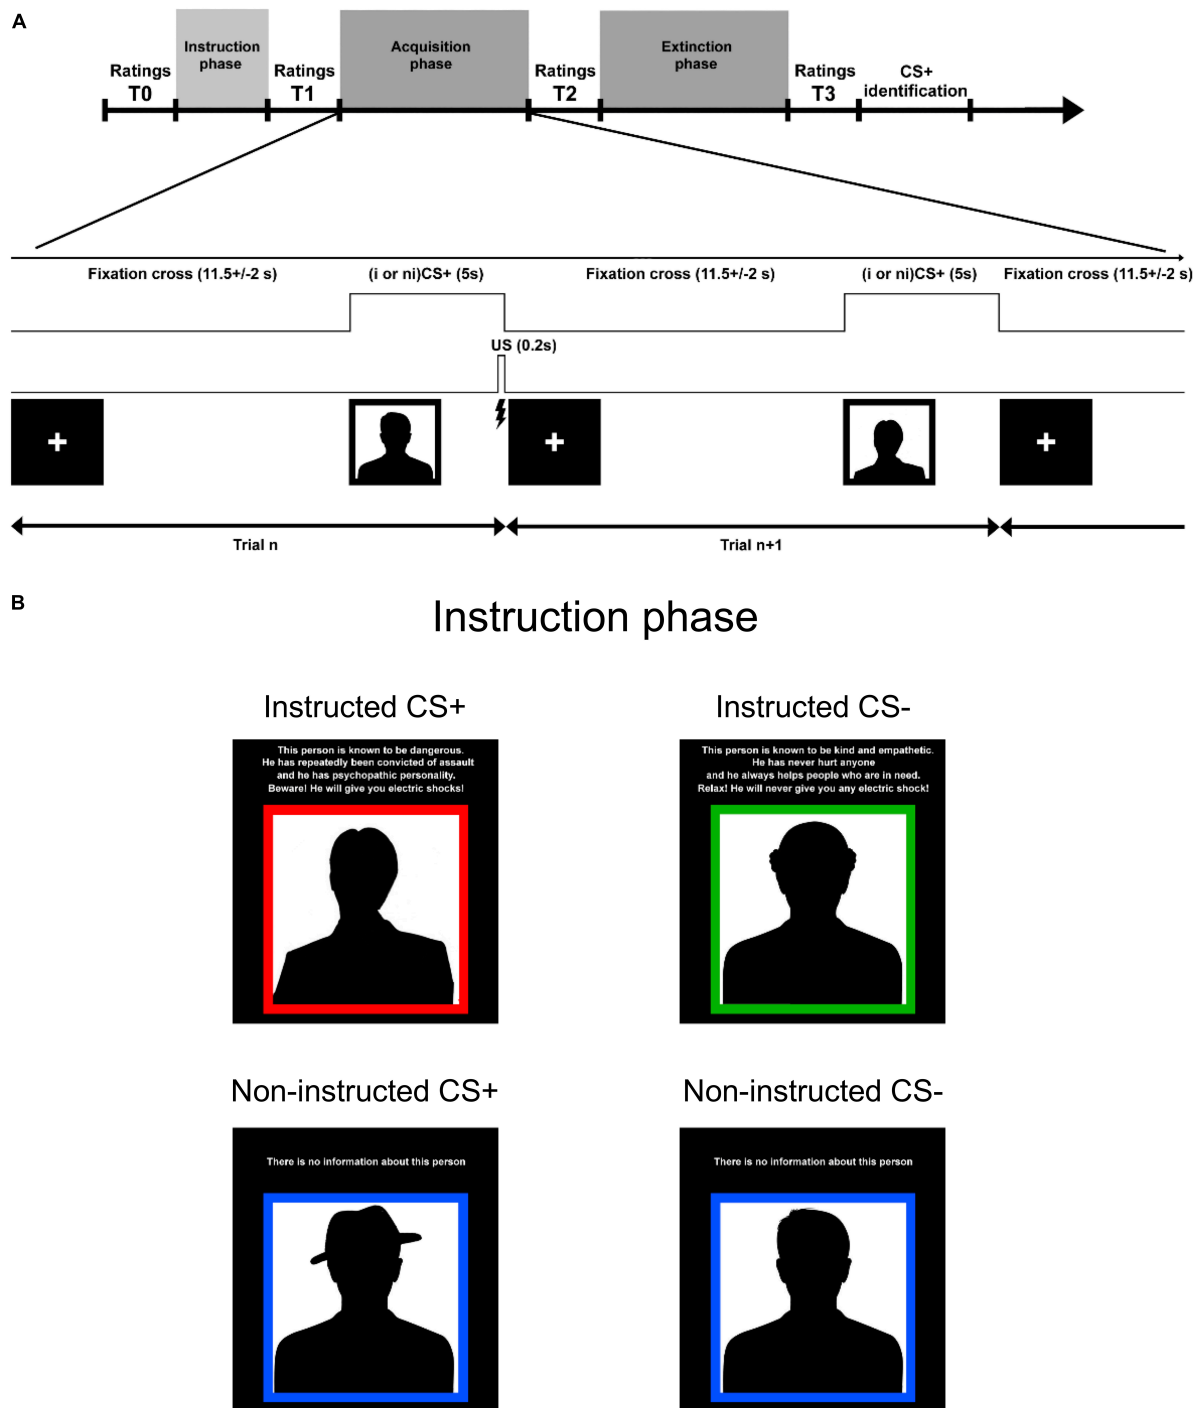 A
Instruction
phase
Acquisition
phase
Extinction
phase
Ratings
T0
Ratings
T1
Ratings
T2
Ratings
T3
CS+
identification
Fixation cross (11.5+/-2 s)
(i or ni)CS+ (5s)
Fixation cross (11.5+/-2 s)
(i or ni)CS+ (5s)
Fixation cross (11.5+/-2 s)
US (0.2s)
Trial n
Trial n+1
B
Instruction phase
Instructed CS+
This person is known to be dangerous.
He has repeatedly been convicted of assault
and he has psychopathic personality.
Beware! He will give you electric shocks!
Instructed CS-
This person is known to be kind and empathetic.
He has never hurt anyone
and he always helps people who are in need.
Relax! He will never give you any electric shock!
Non-instructed CS+
There is no information about this person
Non-instructed CS-
There is no information about this person